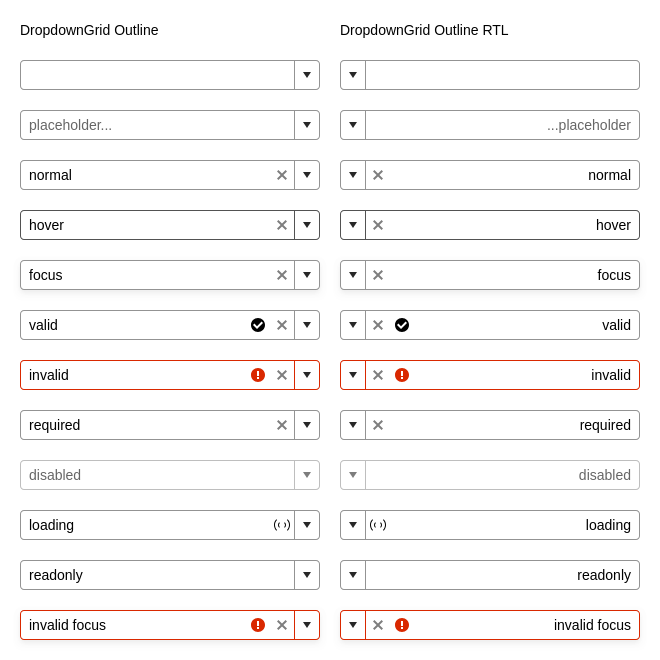 DropdownGrid Outline
DropdownGrid Outline RTL
placeholder...
...placeholder
normal
normal
hover
hover
focus
focus
valid
valid
invalid
invalid
required
required
disabled
disabled
loading
loading
readonly
readonly
invalid focus
invalid focus